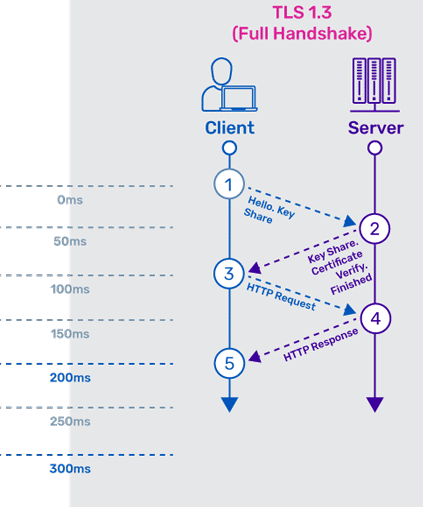 TLS 1.3
(Full Handshake)
Client
Server
1
0ms
Hello. Key
Share
2
50ms
Key Share.
Certificate
Verify.
Finished
3
100ms
HTTP Request
4
150ms
HTTP Response
5
200ms
250ms
300ms